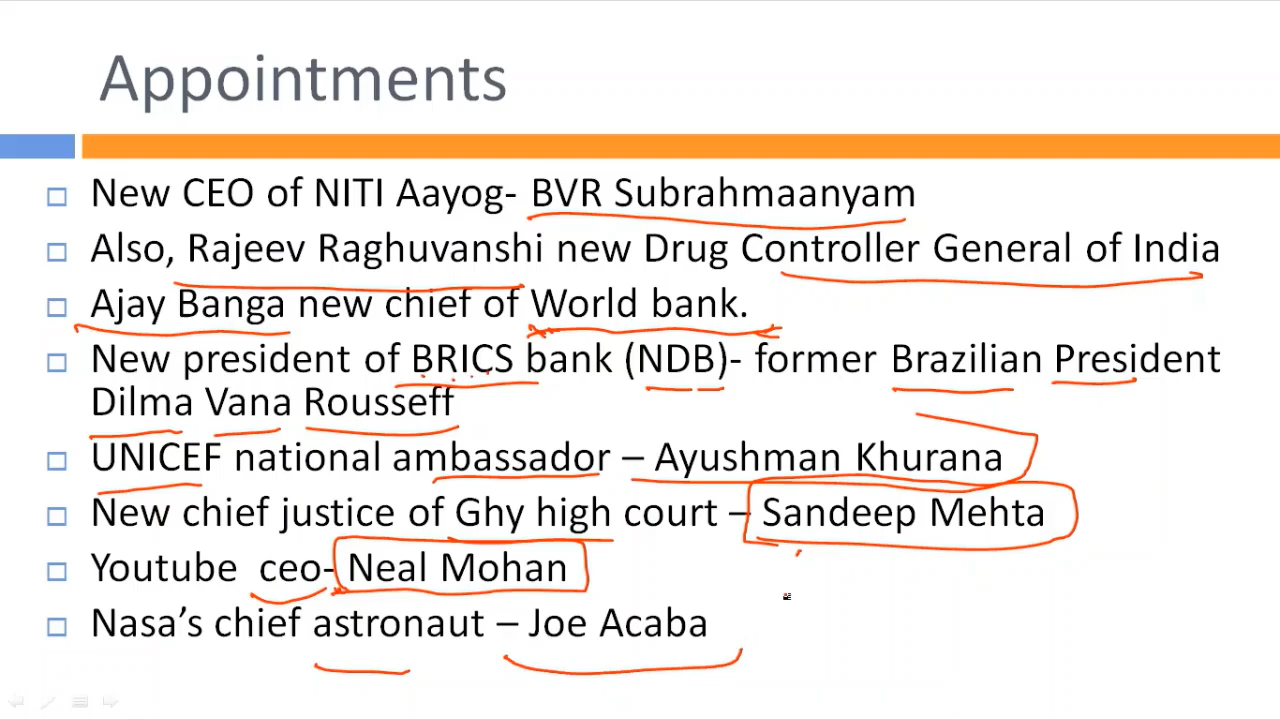 Appointments
New CEO of NITI Aayog- BVR Subrahmaanyam
Also, Rajeev Raghuvanshi new Drug Controller General of India
Ajay Banga new chief of World bank.
New president of BRICS bank (NDB)- former Brazilian President
Dilma Vana Rousseff
UNICEF national ambassador – Ayushman Khurana
New chief justice of Ghy high court – Sandeep Mehta
Youtube ceo- Neal Mohan
Nasa’s chief astronaut – Joe Acaba